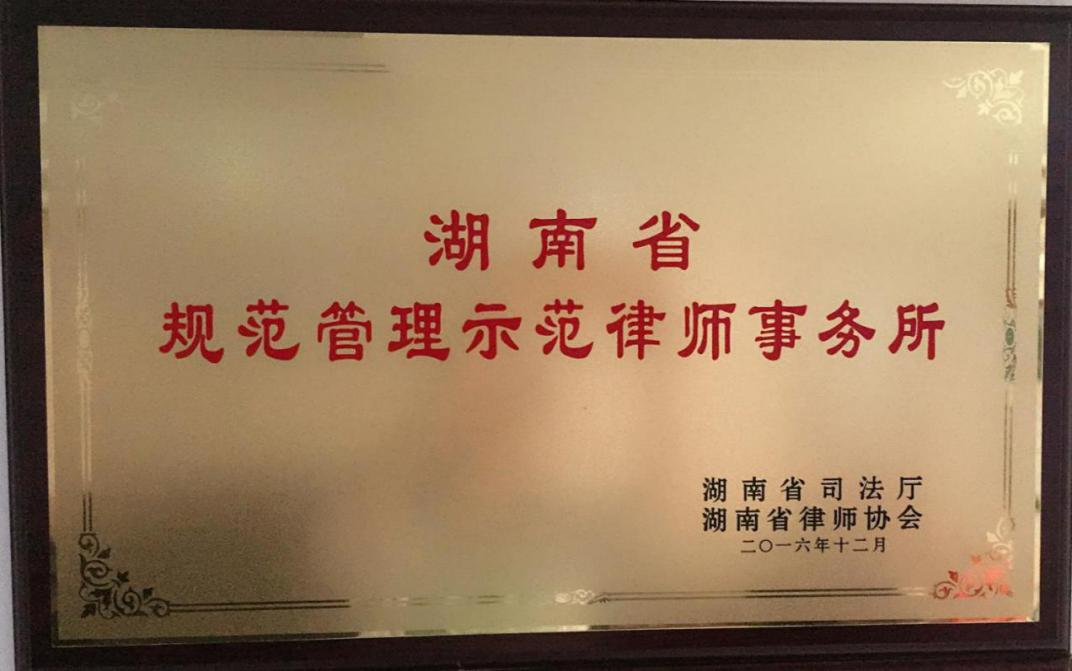 湖南省
规范管理示范律师事务所
湖南省司法厅
湖南省律师协会
二〇一六年十二月